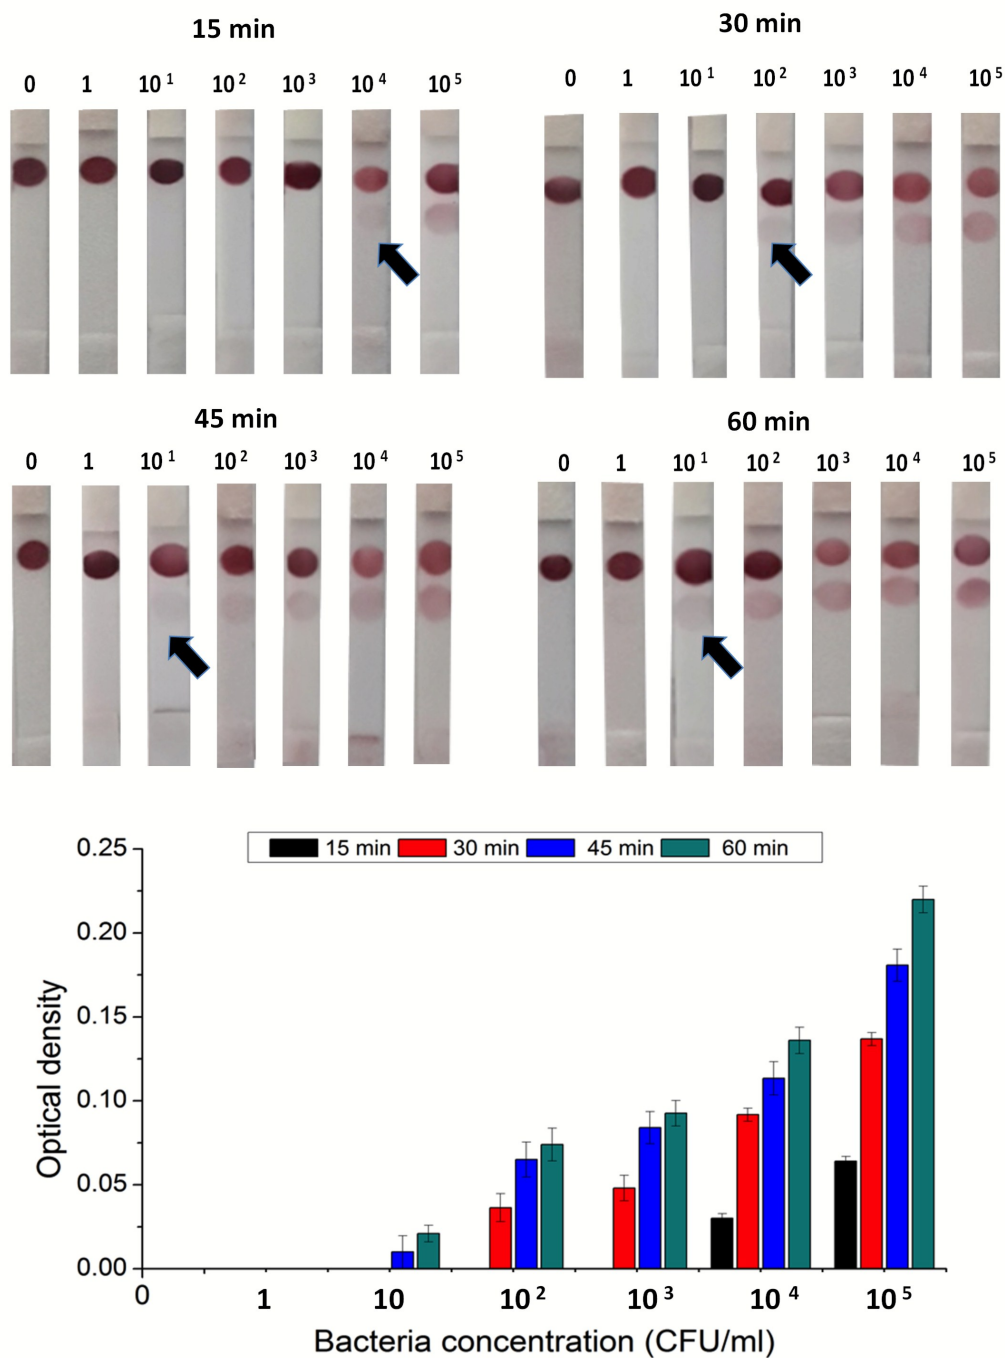 15 min
0 1 10¹ 10² 10³ 10⁴ 10⁵
30 min
0 1 10¹ 10² 10³ 10⁴ 10⁵
45 min
0 1 10¹ 10² 10³ 10⁴ 10⁵
60 min
0 1 10¹ 10² 10³ 10⁴ 10⁵
15 min 30 min 45 min 60 min
0.25
0.20
0.15
0.10
0.05
0.00
Optical density
0 1 10 10² 10³ 10⁴ 10⁵
Bacteria concentration (CFU/ml)